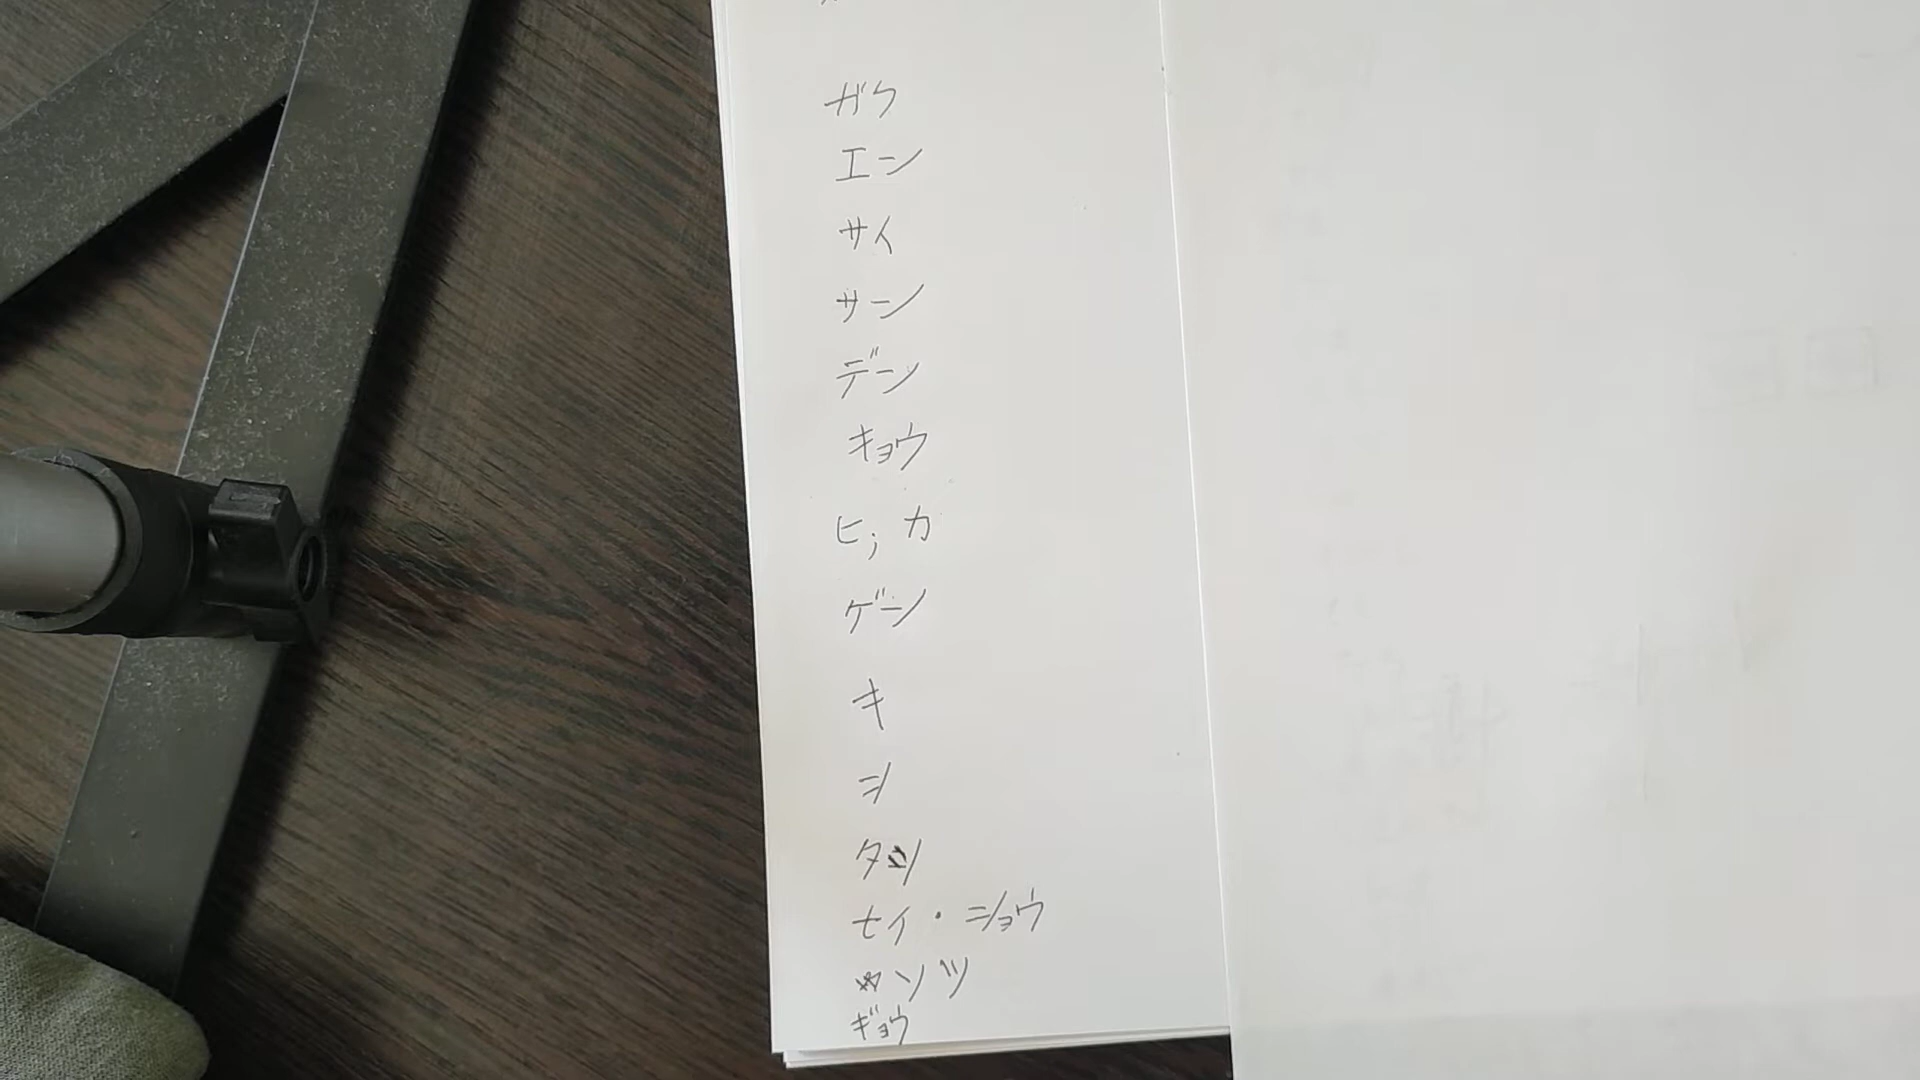 ガク
エン
サイ
サン
デン
キョウ
ヒ; カ
ゲン
キ
シ
タツ
セイ・ショウ
ソツ
ギョウ